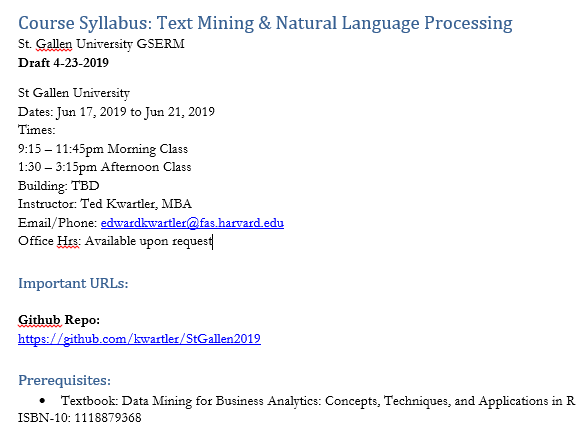 Course Syllabus: Text Mining & Natural Language Processing
St. Gallen University GSERM
Draft 4-23-2019
St Gallen University
Dates: Jun 17, 2019 to Jun 21, 2019
Times:
9:15 – 11:45pm Morning Class
1:30 – 3:15pm Afternoon Class
Building: TBD
Instructor: Ted Kwartler, MBA
Email/Phone: edwardkwartler@fas.harvard.edu
Office Hrs: Available upon request
Important URLs:
Github Repo:
https://github.com/kwartler/StGallen2019
Prerequisites:
• Textbook: Data Mining for Business Analytics: Concepts, Techniques, and Applications in R
ISBN-10: 1118879368